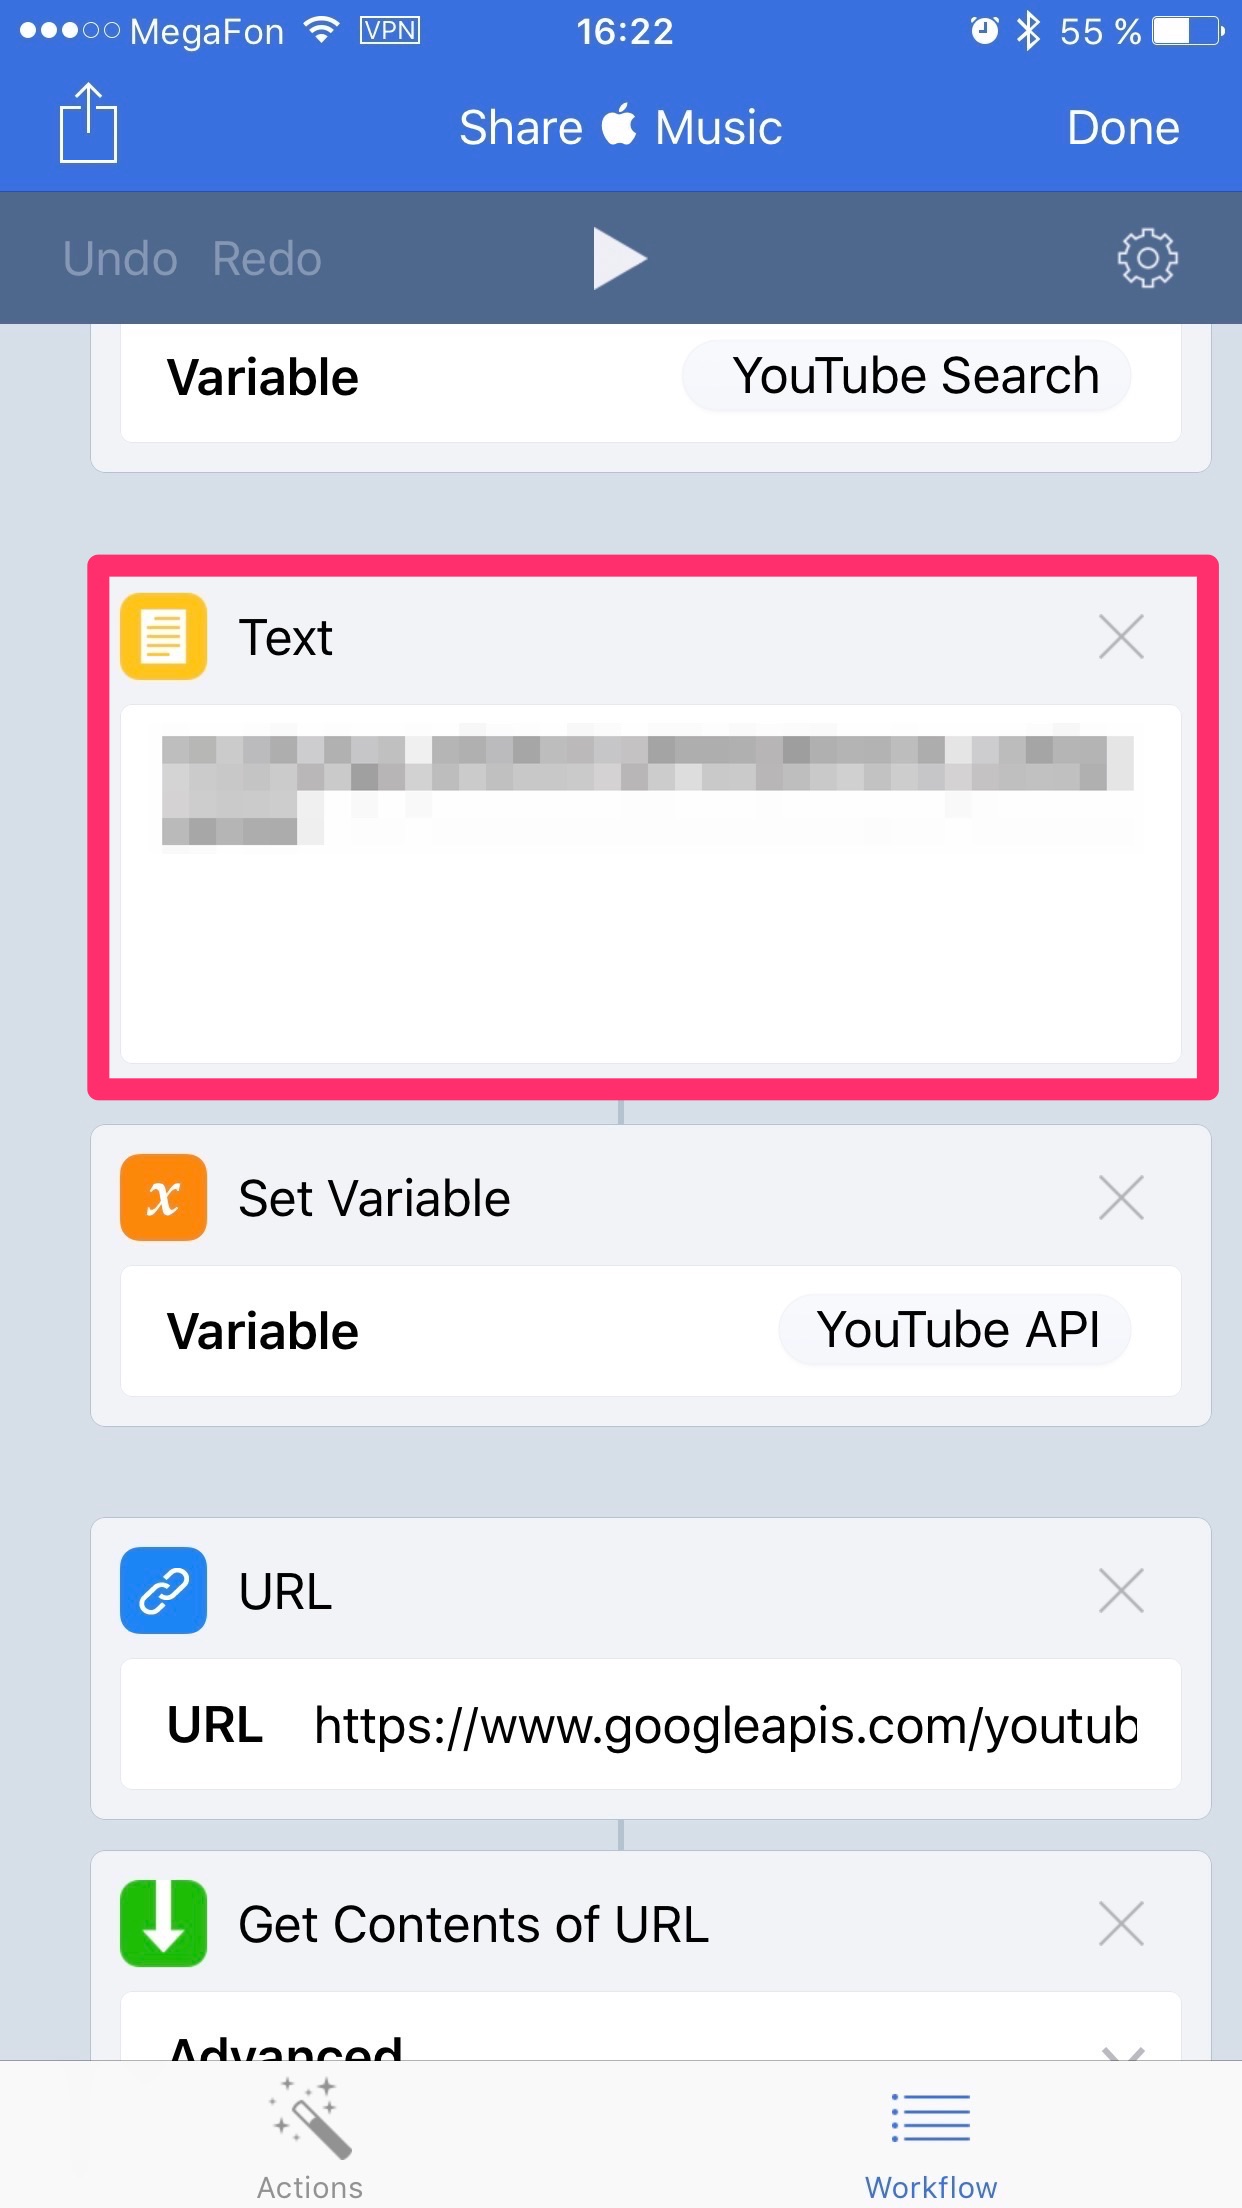 MegaFon VPN 16:22 55 %
Share  Music Done
Undo Redo
Variable YouTube Search
Text
Set Variable
Variable YouTube API
URL
URL https://www.googleapis.com/youtub
Get Contents of URL
Advanced
Actions Workflow